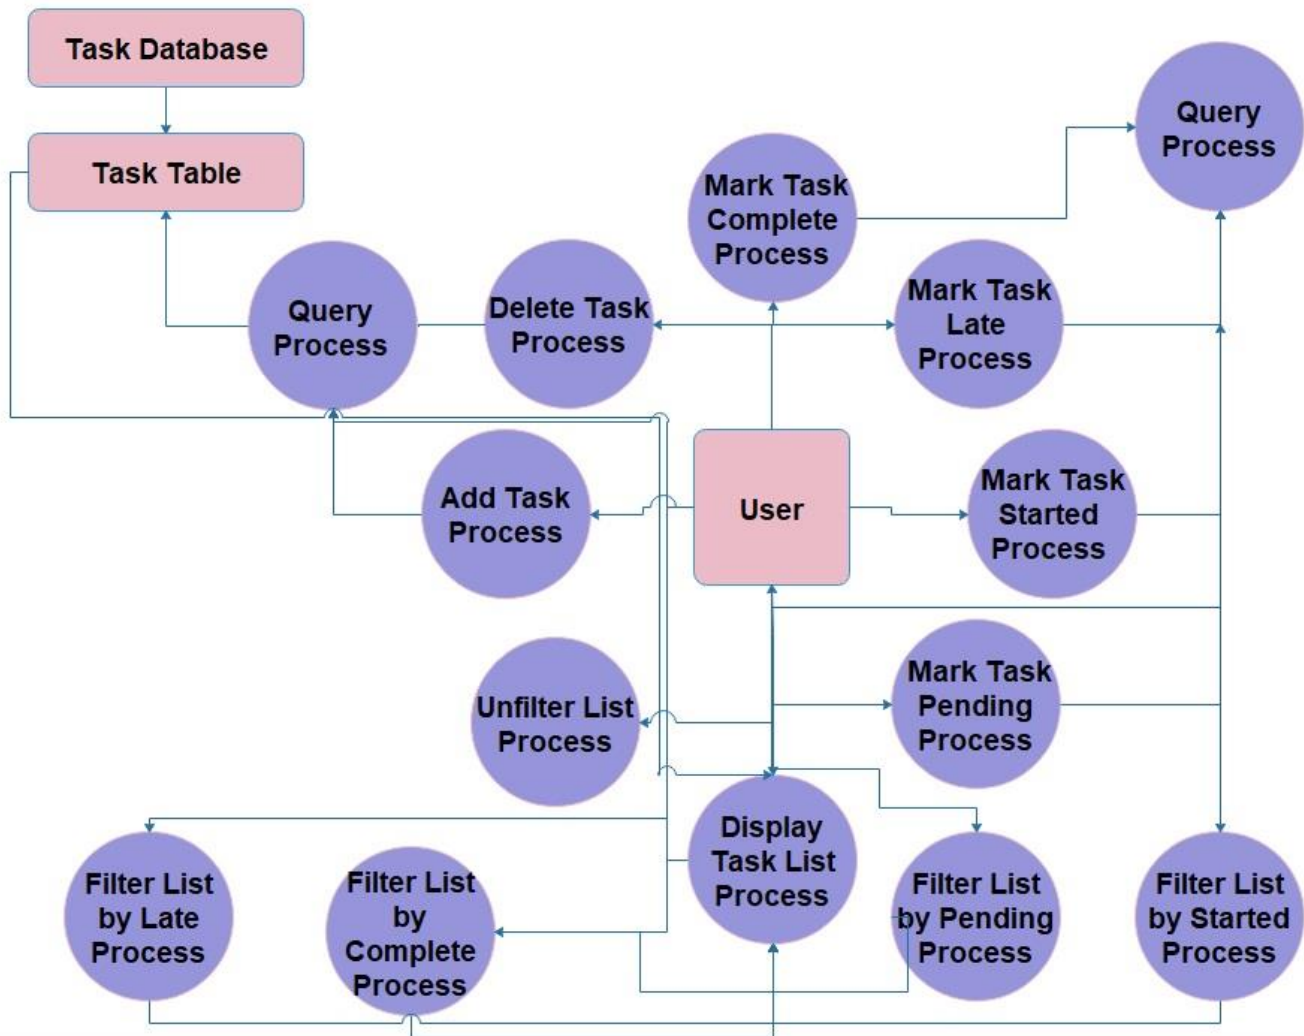 Task Database
Task Table
Query
Process
Mark Task
Complete
Process
Query
Process
Delete Task
Process
Mark Task
Late
Process
Add Task
Process
User
Mark Task
Started
Process
Unfilter List
Process
Mark Task
Pending
Process
Display
Task List
Process
Filter List
by Late
Process
Filter List
by
Complete
Process
Filter List
by Pending
Process
Filter List
by Started
Process